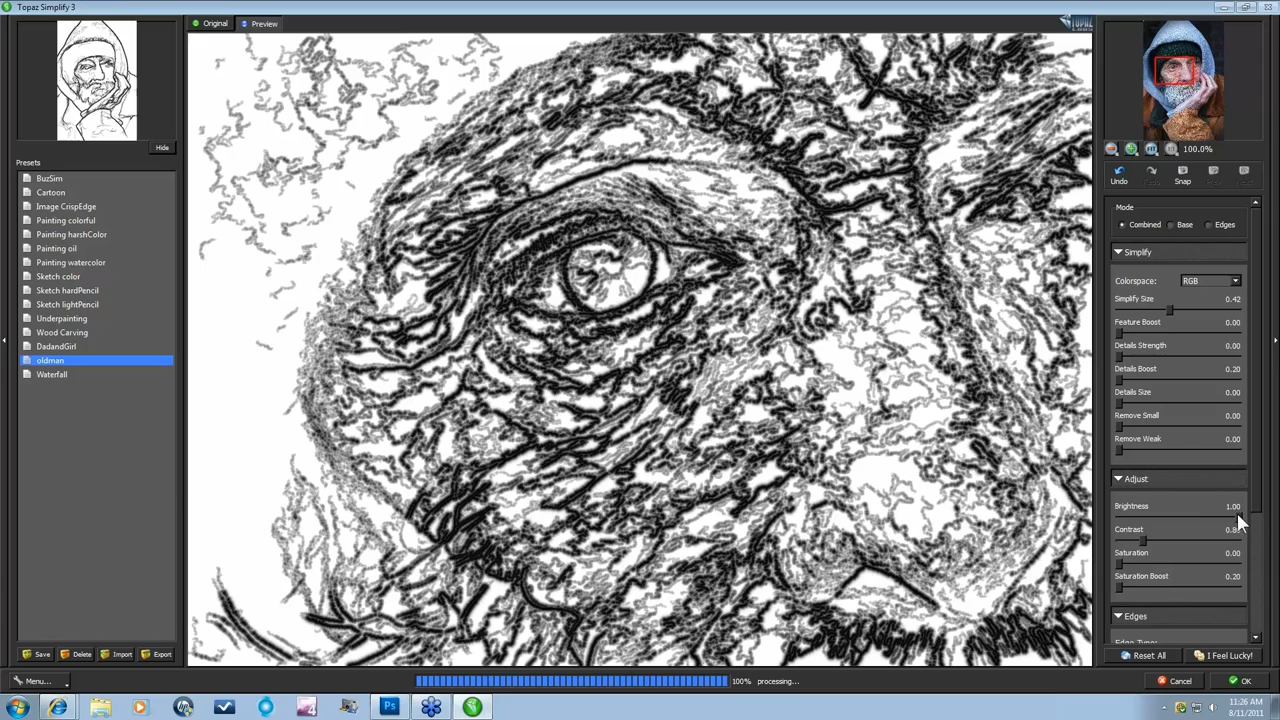 Topaz Simplify 3
Original
Preview
TOPAZ
Hide
Presets
BuzSim
Cartoon
Image CrispEdge
Painting colorful
Painting harshColor
Painting oil
Painting watercolor
Sketch color
Sketch hardPencil
Sketch lightPencil
Underpainting
Wood Carving
DadandGirl
oldman
Waterfall
Save
Delete
Import
Export
Menu...
100% processing...
100.0%
Undo
Snap
Mode
Combined
Base
Edges
Simplify
Colorspace: RGB
Simplify Size 0.42
Feature Boost 0.00
Details Strength 0.00
Details Boost 0.20
Details Size 0.00
Remove Small 0.00
Remove Weak 0.00
Adjust
Brightness 1.00
Contrast
Saturation 0.00
Saturation Boost 0.20
Edges
Reset All
I Feel Lucky!
Cancel
OK
Ps
11:26 AM
8/11/2011